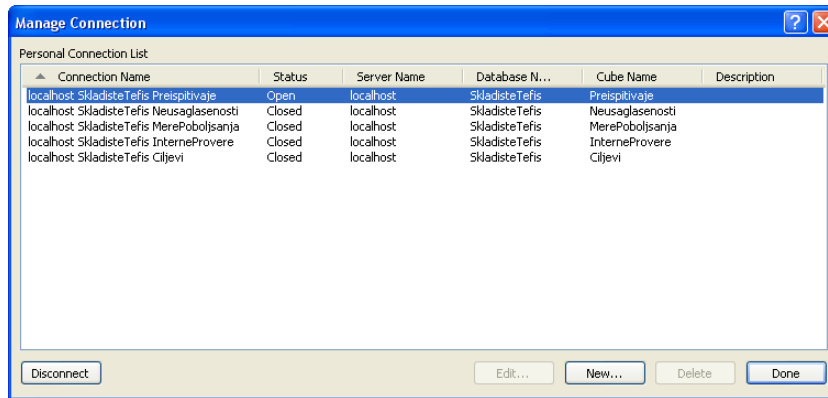 Manage Connection
Personal Connection List
Connection Name Status Server Name Database N... Cube Name Description
localhost SkladisteTefis Preispitivaje Open localhost SkladisteTefis Preispitivaje
localhost SkladisteTefis Neusaglasenosti Closed localhost SkladisteTefis Neusaglasenosti
localhost SkladisteTefis MerePoboljsanja Closed localhost SkladisteTefis MerePoboljsanja
localhost SkladisteTefis InterneProvere Closed localhost SkladisteTefis InterneProvere
localhost SkladisteTefis Ciljevi Closed localhost SkladisteTefis Ciljevi
Disconnect Edit... New... Delete Done